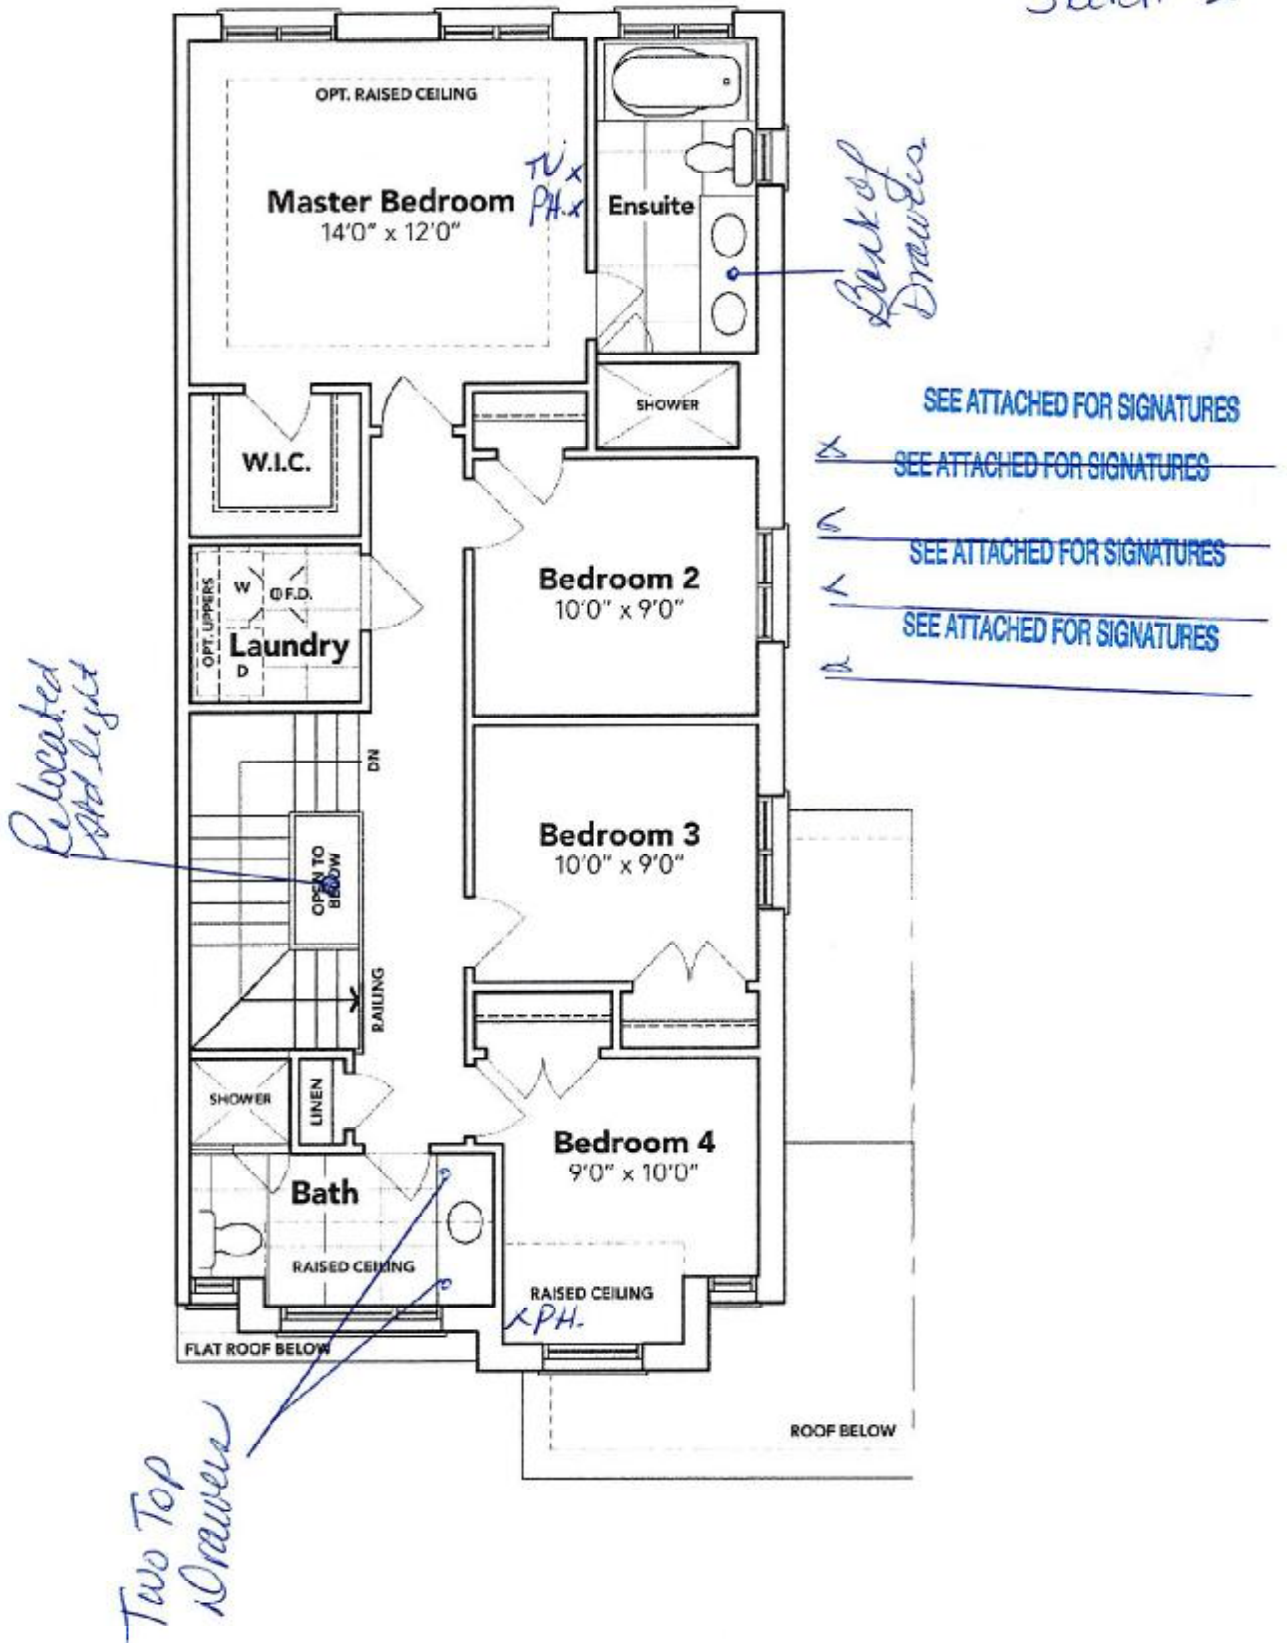 Sketch
OPT. RAISED CEILING
Master Bedroom
14'0" x 12'0"
TV x
PH. x
Ensuite
Bank of
Drawers.
SHOWER
SEE ATTACHED FOR SIGNATURES
x
SEE ATTACHED FOR SIGNATURES
SEE ATTACHED FOR SIGNATURES
SEE ATTACHED FOR SIGNATURES
W.I.C.
OPT. UPPERS
W
F.D.
Laundry
D
Bedroom 2
10'0" x 9'0"
Relocated
std light
DN
OPEN TO
BELOW
RAILING
Bedroom 3
10'0" x 9'0"
SHOWER
LINEN
Bath
RAISED CEILING
Bedroom 4
9'0" x 10'0"
RAISED CEILING
x PH.
FLAT ROOF BELOW
ROOF BELOW
Two Top
Drawers